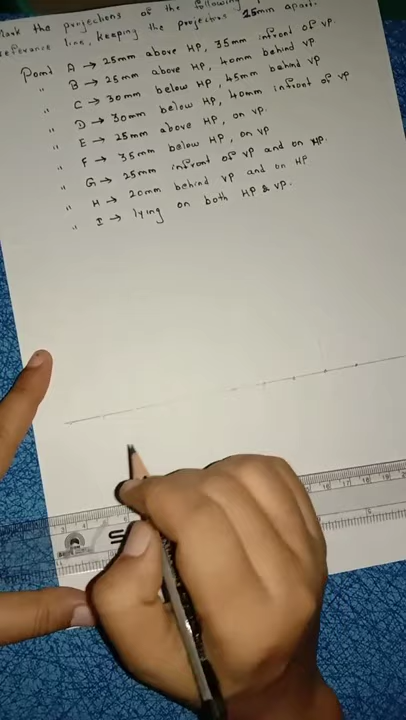 Mark the projections of the following
reference line, keeping the projectors 25mm apart.
Point A → 25mm above HP, 35mm infront of VP.
" B → 25mm above HP, 40mm behind VP
" C → 30mm below HP, 45mm behind VP
" D → 30mm below HP, 40mm infront of VP
" E → 25mm above HP, on VP.
" F → 35mm below HP, on VP
" G → 25mm infront of VP and on HP.
" H → 20mm behind VP and on HP
" I → lying on both HP & VP.